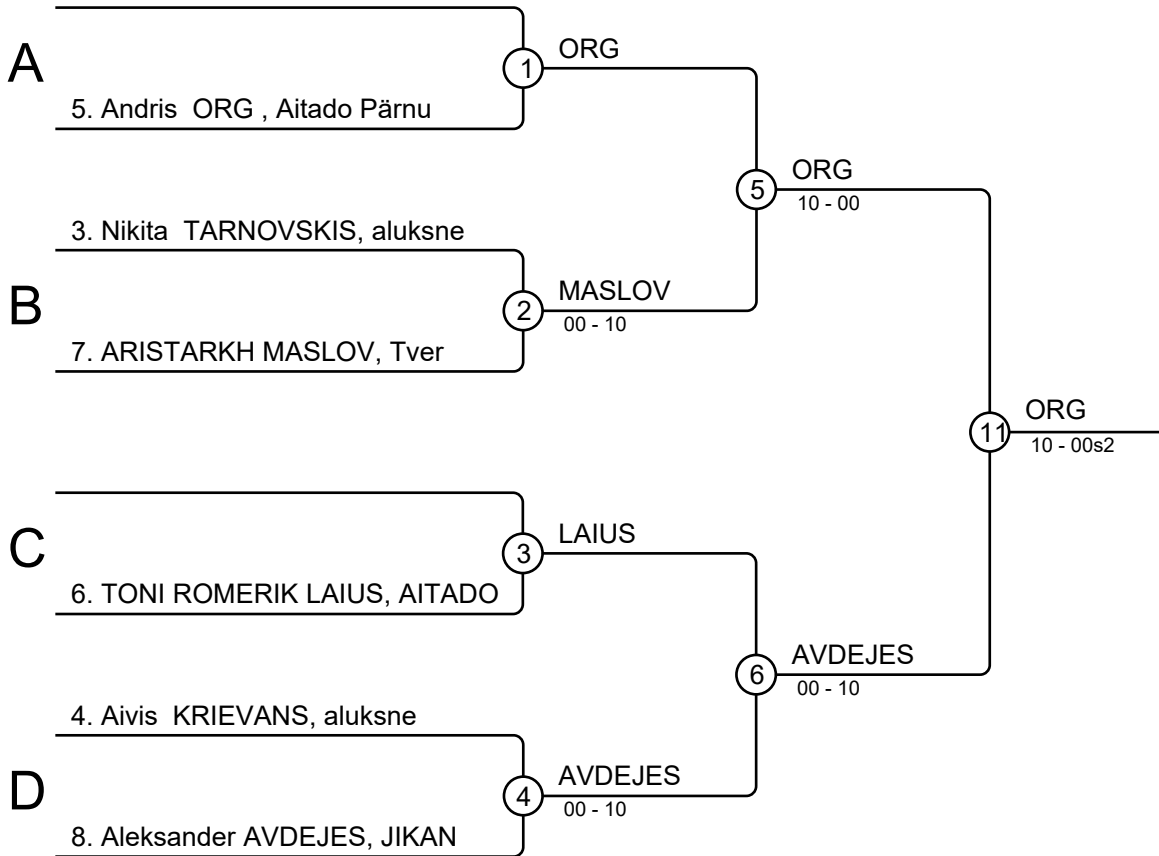 A
1
ORG
5. Andris  ORG , Aitado Pärnu
5
ORG
10 - 00
3. Nikita  TARNOVSKIS, aluksne
B
2
MASLOV
00 - 10
7. ARISTARKH MASLOV, Tver
11
ORG
10 - 00s2
C
3
LAIUS
6. TONI ROMERIK LAIUS, AITADO
6
AVDEJES
00 - 10
4. Aivis  KRIEVANS, aluksne
D
4
AVDEJES
00 - 10
8. Aleksander AVDEJES, JIKAN